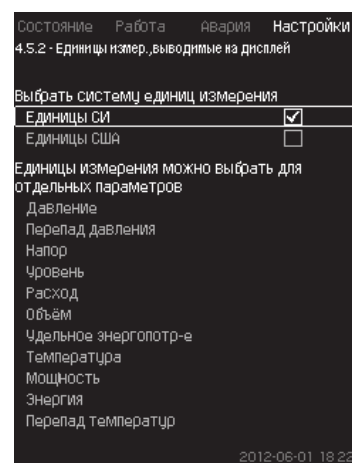 Состояние Работа Авария Настройки
4.5.2 - Единицы измер.,выводимые на дисплей
Выбрать систему единиц измерения
Единицы СИ
Единицы США
Единицы измерения можно выбрать для
отдельных параметров
Давление
Перепад давления
Напор
Уровень
Расход
Объём
Удельное энергопотр-е
Температура
Мощность
Энергия
Перепад температур
2012-06-01 18:22